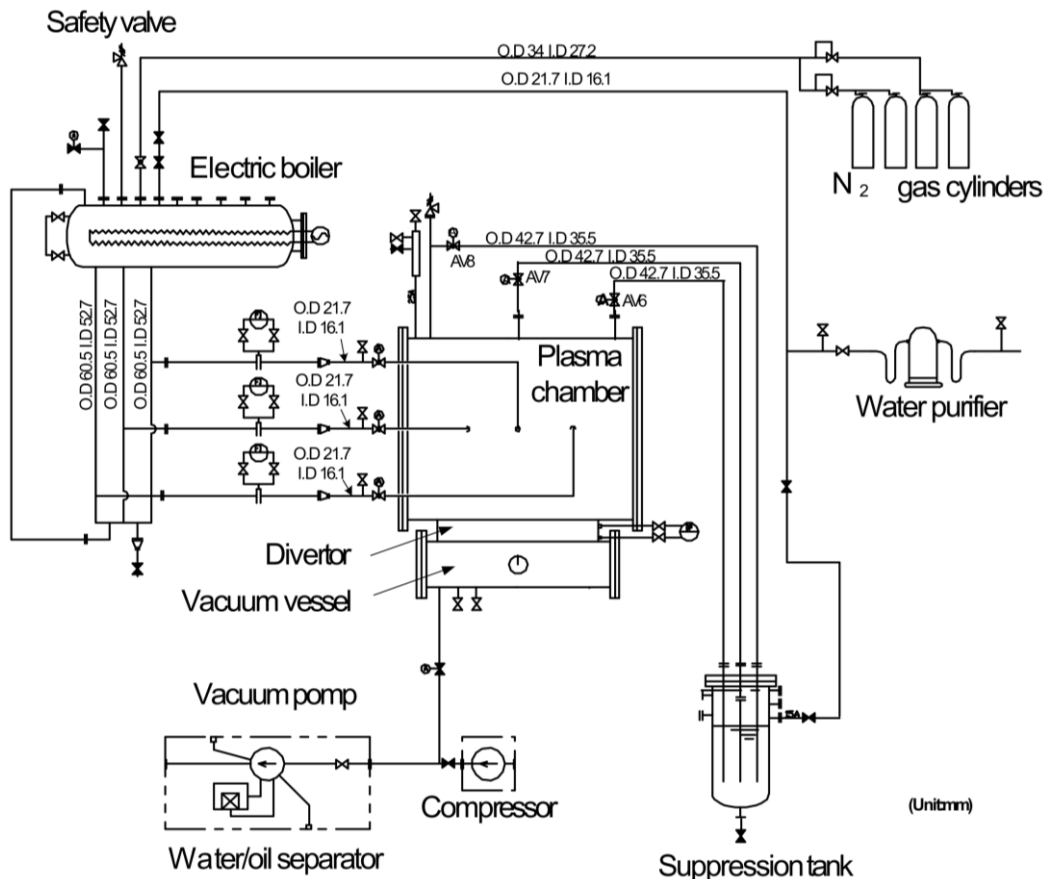 Safety valve
O.D 34 I.D 27.2
O.D 21.7 I.D 16.1
Electric boiler
N₂ gas cylinders
O.D 42.7 I.D 35.5
AV8
O.D 42.7 I.D 35.5
AV7
O.D 42.7 I.D 35.5
AV6
25A
O.D 60.5 I.D 52.7
O.D 60.5 I.D 52.7
O.D 60.5 I.D 52.7
O.D 21.7
I.D 16.1
O.D 21.7
I.D 16.1
O.D 21.7
I.D 16.1
Plasma
chamber
Water purifier
Divertor
Vacuum vessel
Vacuum pomp
15A
Compressor
(Unit:mm)
Water/oil separator
Suppression tank